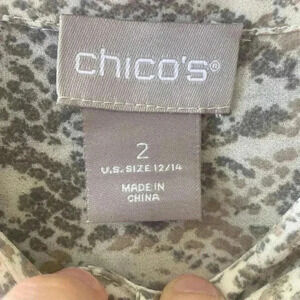 chico's®
2
U.S. SIZE 12/14
MADE IN
CHINA